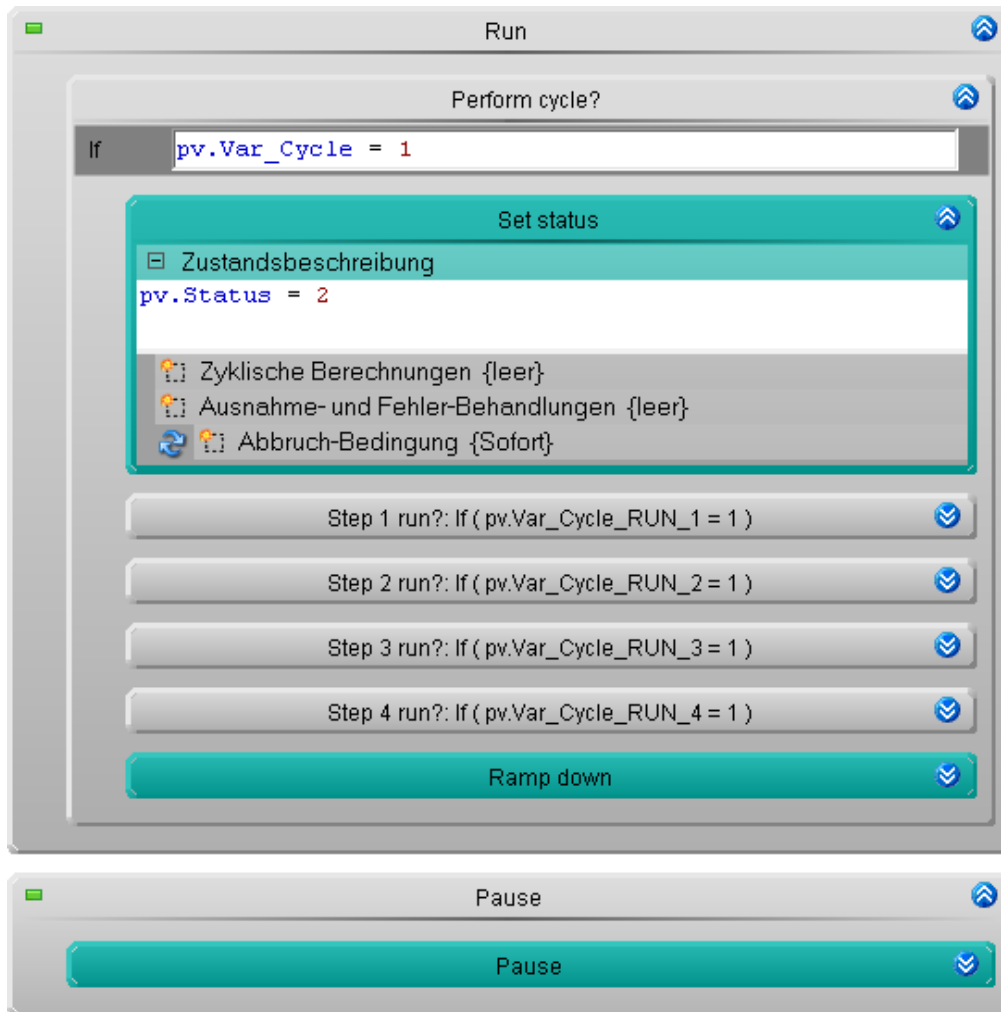 Run
Perform cycle?
If pv.Var_Cycle = 1
Set status
Zustandsbeschreibung
pv.Status = 2
Zyklische Berechnungen {leer}
Ausnahme- und Fehler-Behandlungen {leer}
Abbruch-Bedingung {Sofort}
Step 1 run?: If ( pv.Var_Cycle_RUN_1 = 1 )
Step 2 run?: If ( pv.Var_Cycle_RUN_2 = 1 )
Step 3 run?: If ( pv.Var_Cycle_RUN_3 = 1 )
Step 4 run?: If ( pv.Var_Cycle_RUN_4 = 1 )
Ramp down
Pause
Pause